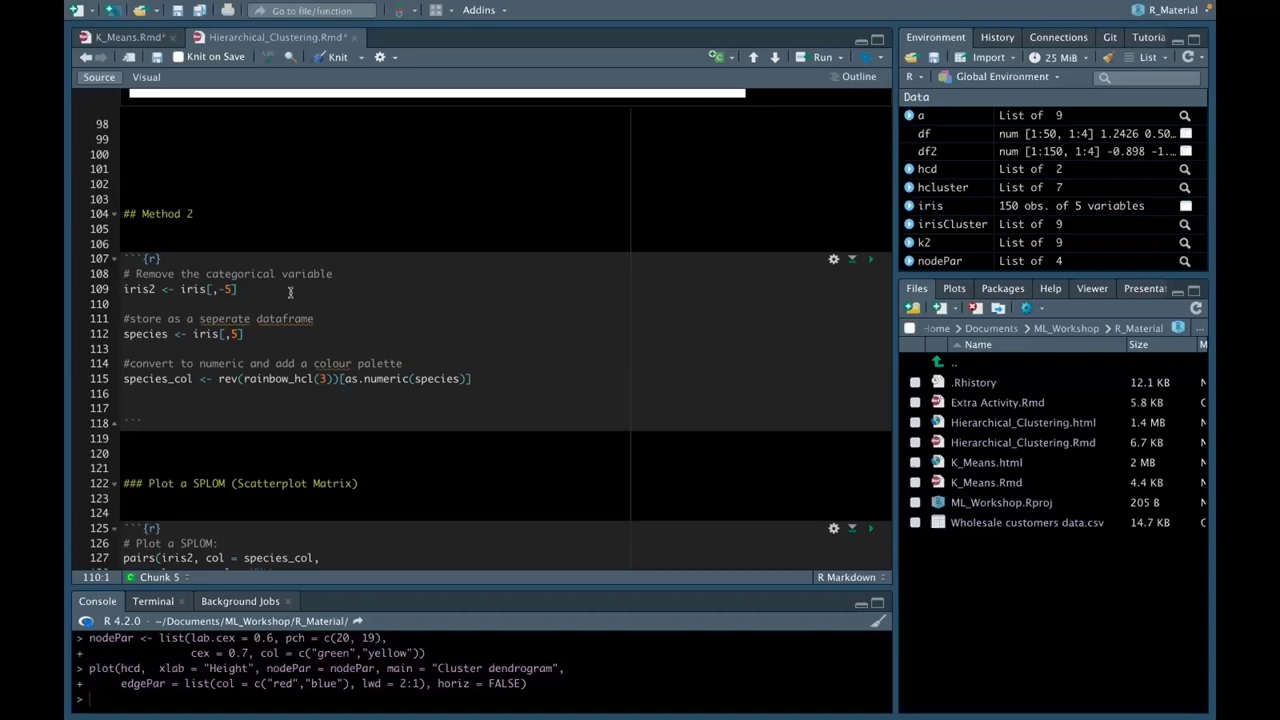 Go to file/function
Addins
R_Material
K_Means.Rmd*
Hierarchical_Clustering.Rmd*
Knit on Save
Knit
Run
Source
Visual
Outline
98
99
100
101
102
103
104 ## Method 2
105
106
107 ```{r}
108 # Remove the categorical variable
109 iris2 <- iris[,-5]
110
111 #store as a seperate dataframe
112 species <- iris[,5]
113
114 #convert to numeric and add a colour palette
115 species_col <- rev(rainbow_hcl(3))[as.numeric(species)]
116
117
118 ```
119
120
121
122 ### Plot a SPLOM (Scatterplot Matrix)
123
124
125 ```{r}
126 # Plot a SPLOM:
127 pairs(iris2, col = species_col,
110:1
Chunk 5
R Markdown
Console
Terminal
Background Jobs
R 4.2.0 · ~/Documents/ML_Workshop/R_Material/
> nodePar <- list(lab.cex = 0.6, pch = c(20, 19),
+ cex = 0.7, col = c("green","yellow"))
> plot(hcd, xlab = "Height", nodePar = nodePar, main = "Cluster dendrogram",
+ edgePar = list(col = c("red","blue"), lwd = 2:1), horiz = FALSE)
>
Environment
History
Connections
Git
Tutoria
Import
25 MiB
List
R
Global Environment
Data
a List of 9
df num [1:50, 1:4] 1.2426 0.50…
df2 num [1:150, 1:4] -0.898 -1.…
hcd List of 2
hcluster List of 7
iris 150 obs. of 5 variables
irisCluster List of 9
k2 List of 9
nodePar List of 4
Files
Plots
Packages
Help
Viewer
Presenta
Home
Documents
ML_Workshop
R_Material
...
Name
Size
M
..
.Rhistory 12.1 KB N
Extra Activity.Rmd 5.8 KB N
Hierarchical_Clustering.html 1.4 MB N
Hierarchical_Clustering.Rmd 6.7 KB N
K_Means.html 2 MB N
K_Means.Rmd 4.4 KB N
ML_Workshop.Rproj 205 B N
Wholesale customers data.csv 14.7 KB N